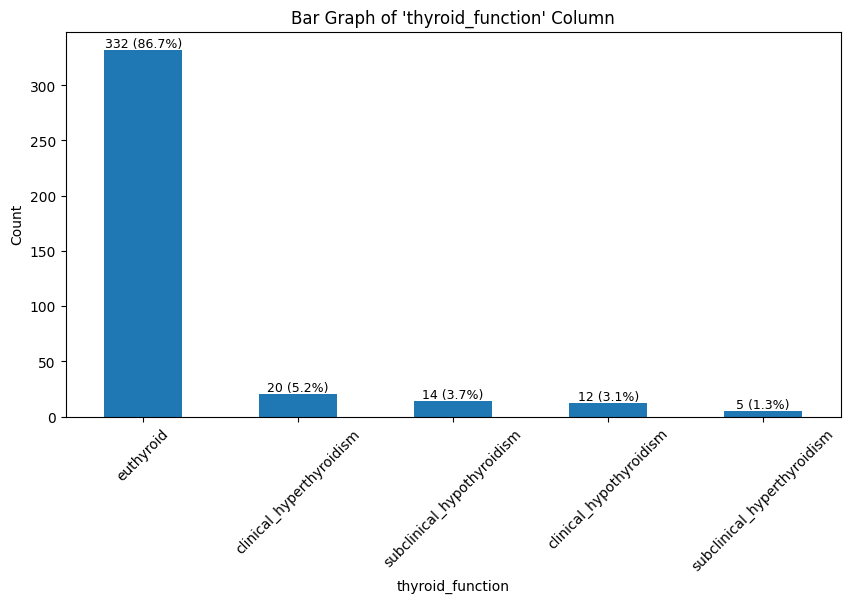 Bar Graph of 'thyroid_function' Column
332 (86.7%)
300
250
200
150
100
50
0
Count
20 (5.2%)
14 (3.7%)
12 (3.1%)
5 (1.3%)
euthyroid
clinical_hyperthyroidism
subclinical_hypothyroidism
clinical_hypothyroidism
subclinical_hyperthyroidism
thyroid_function